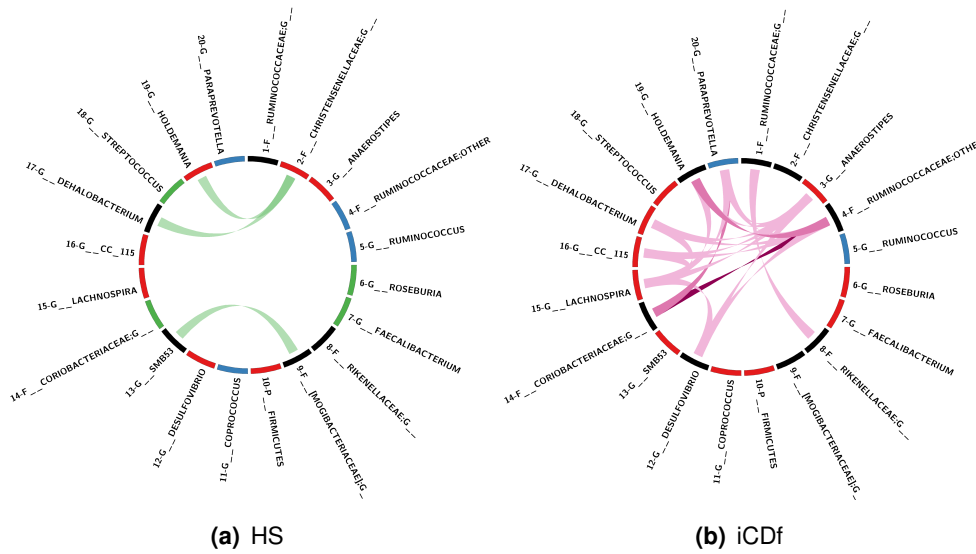 1-F__RUMINOCOCCACEAE;G__
2-F__CHRISTENSENELLACEAE;G__
3-G__ANAEROSTIPES
4-F__RUMINOCOCCACEAE;OTHER
5-G__RUMINOCOCCUS
6-G__ROSEBURIA
7-G__FAECALIBACTERIUM
8-F__RIKENELLACEAE;G__
9-F__[MOGIBACTERIACEAE];G__
10-P__FIRMICUTES
11-G__COPROCOCCUS
12-G__DESULFOVIBRIO
13-G__SMB53
14-F__CORIOBACTERIACEAE;G__
15-G__LACHNOSPIRA
16-G__CC_115
17-G__DEHALOBACTERIUM
18-G__STREPTOCOCCUS
19-G__HOLDEMANIA
20-G__PARAPREVOTELLA
(a) HS
1-F__RUMINOCOCCACEAE;G__
2-F__CHRISTENSENELLACEAE;G__
3-G__ANAEROSTIPES
4-F__RUMINOCOCCACEAE;OTHER
5-G__RUMINOCOCCUS
6-G__ROSEBURIA
7-G__FAECALIBACTERIUM
8-F__RIKENELLACEAE;G__
9-F__[MOGIBACTERIACEAE];G__
10-P__FIRMICUTES
11-G__COPROCOCCUS
12-G__DESULFOVIBRIO
13-G__SMB53
14-F__CORIOBACTERIACEAE;G__
15-G__LACHNOSPIRA
16-G__CC_115
17-G__DEHALOBACTERIUM
18-G__STREPTOCOCCUS
19-G__HOLDEMANIA
20-G__PARAPREVOTELLA
(b) iCDf